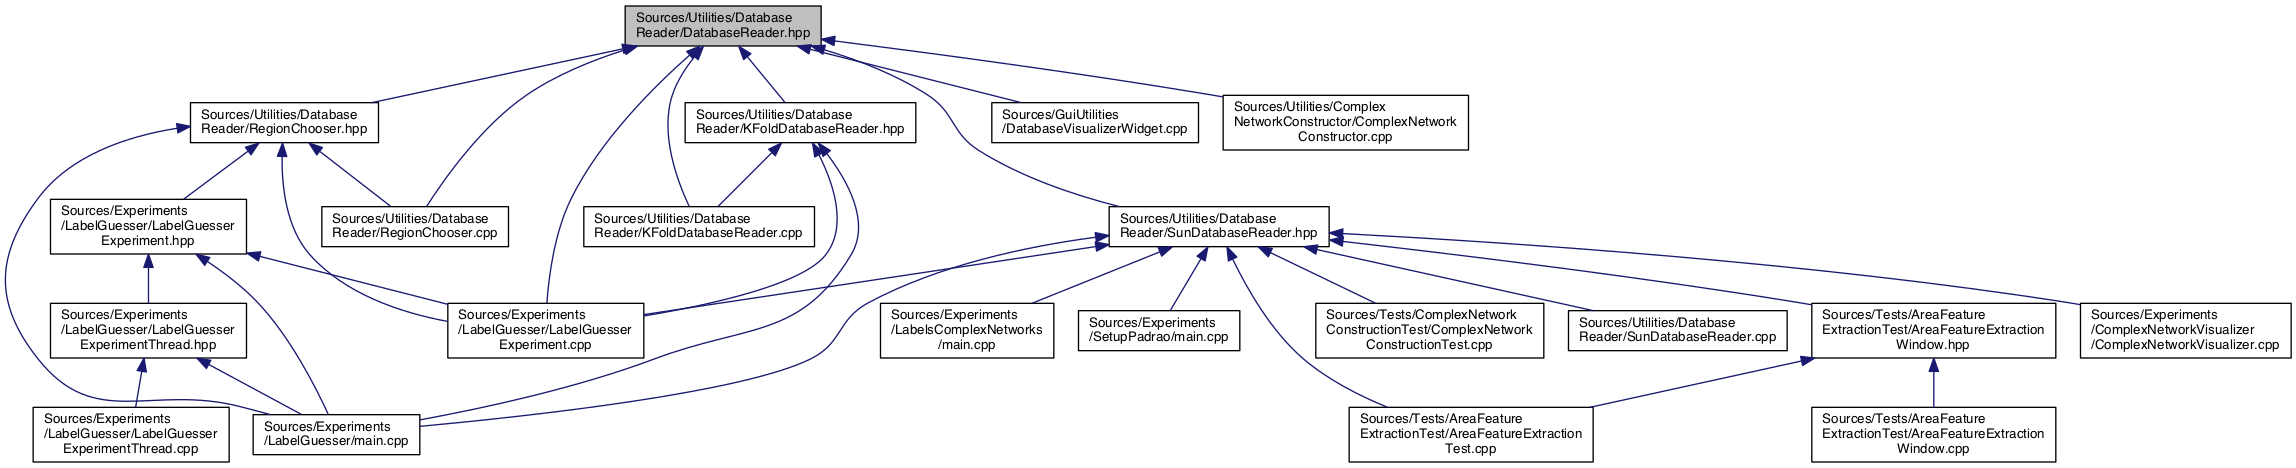 Sources/Utilities/Database
Reader/DatabaseReader.hpp
Sources/Utilities/Database
Reader/RegionChooser.hpp
Sources/Utilities/Database
Reader/KFoldDatabaseReader.hpp
Sources/GuiUtilities
/DatabaseVisualizerWidget.cpp
Sources/Utilities/Complex
NetworkConstructor/ComplexNetwork
Constructor.cpp
Sources/Experiments
/LabelGuesser/LabelGuesser
Experiment.hpp
Sources/Utilities/Database
Reader/RegionChooser.cpp
Sources/Utilities/Database
Reader/KFoldDatabaseReader.cpp
Sources/Utilities/Database
Reader/SunDatabaseReader.hpp
Sources/Experiments
/LabelGuesser/LabelGuesser
ExperimentThread.hpp
Sources/Experiments
/LabelGuesser/LabelGuesser
Experiment.cpp
Sources/Experiments
/LabelsComplexNetworks
/main.cpp
Sources/Experiments
/SetupPadrao/main.cpp
Sources/Tests/ComplexNetwork
ConstructionTest/ComplexNetwork
ConstructionTest.cpp
Sources/Utilities/Database
Reader/SunDatabaseReader.cpp
Sources/Tests/AreaFeature
ExtractionTest/AreaFeatureExtraction
Window.hpp
Sources/Experiments
/ComplexNetworkVisualizer
/ComplexNetworkVisualizer.cpp
Sources/Experiments
/LabelGuesser/LabelGuesser
ExperimentThread.cpp
Sources/Experiments
/LabelGuesser/main.cpp
Sources/Tests/AreaFeature
ExtractionTest/AreaFeatureExtraction
Test.cpp
Sources/Tests/AreaFeature
ExtractionTest/AreaFeatureExtraction
Window.cpp